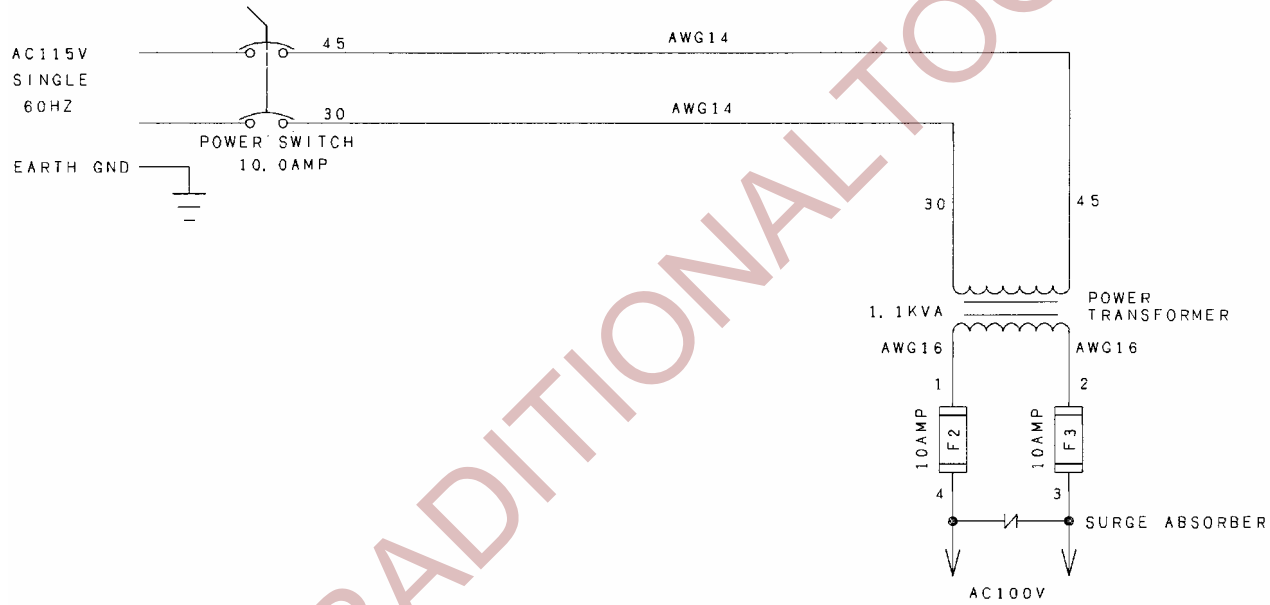 AC115V
SINGLE
60HZ
45
AWG14
30
AWG14
POWER SWITCH
10.0AMP
EARTH GND
30
45
1.1KVA
POWER
TRANSFORMER
AWG16
AWG16
1
2
10AMP
F2
10AMP
F3
4
3
SURGE ABSORBER
AC100V
RADITIONALTOO